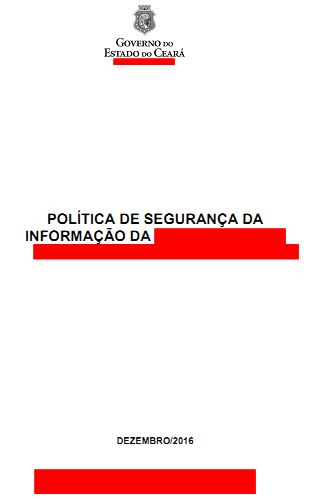 GOVERNO DO
ESTADO DO CEARÁ
POLÍTICA DE SEGURANÇA DA
INFORMAÇÃO DA
DEZEMBRO/2016